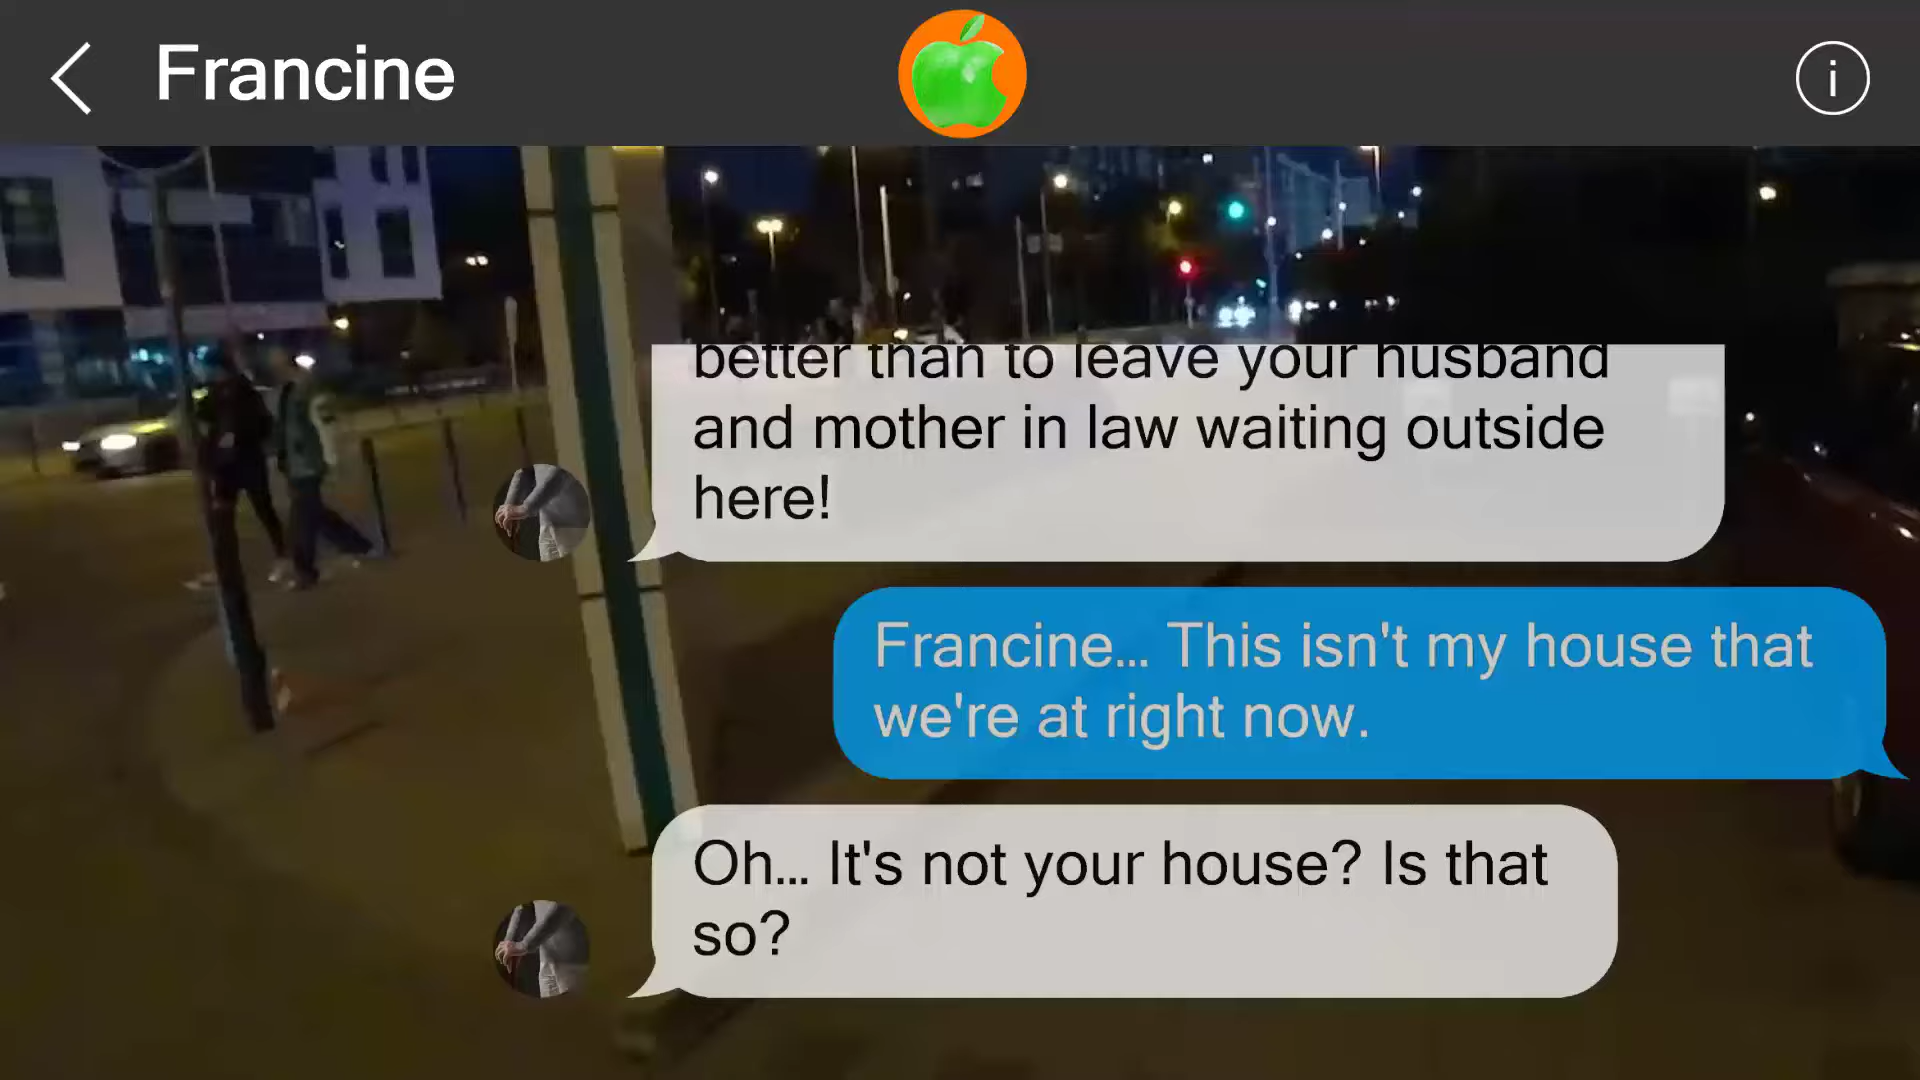 Francine
i
better than to leave your husband
and mother in law waiting outside
here!
Francine... This isn't my house that
we're at right now.
Oh... It's not your house? Is that
so?